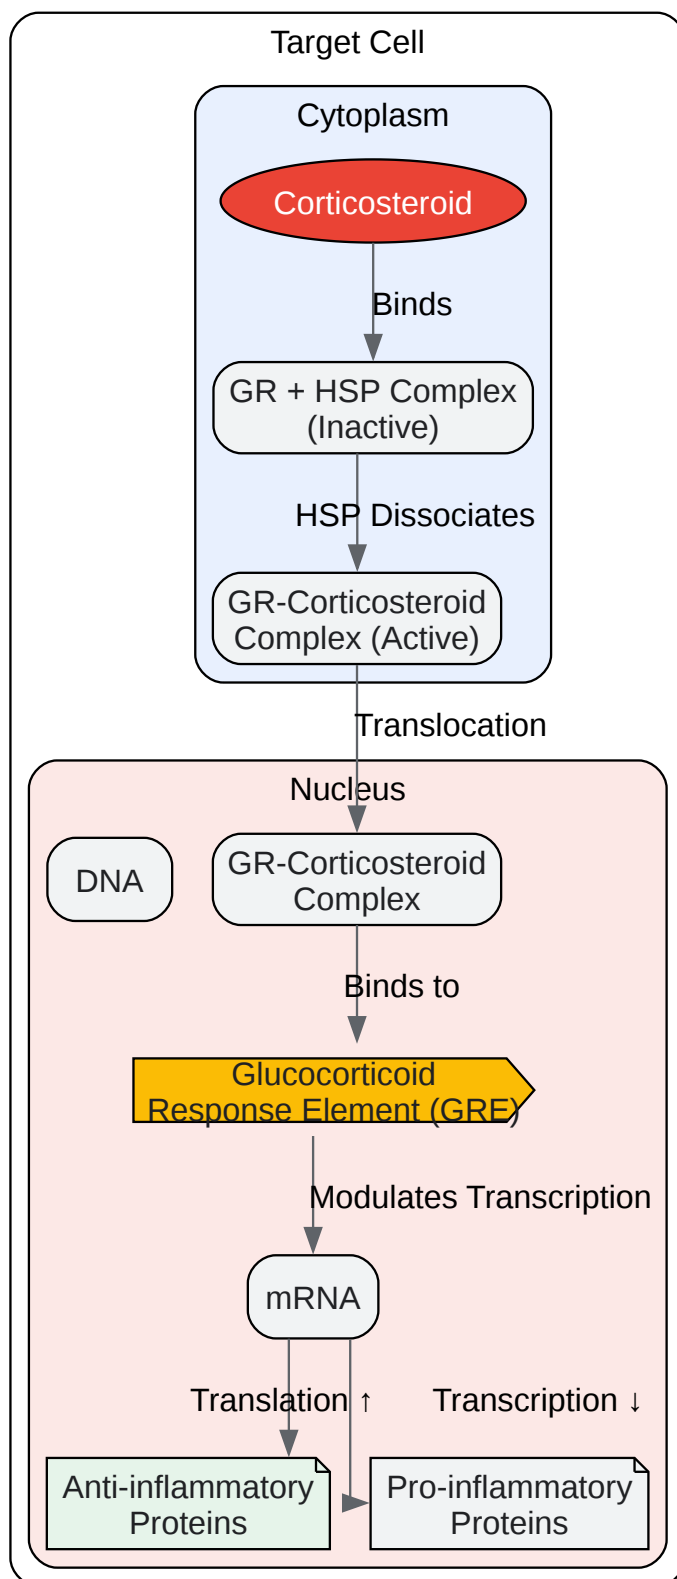 Target Cell
Cytoplasm
Corticosteroid
Binds
GR + HSP Complex
(Inactive)
HSP Dissociates
GR-Corticosteroid
Complex (Active)
Translocation
Nucleus
DNA
GR-Corticosteroid
Complex
Binds to
Glucocorticoid
Response Element (GRE)
Modulates Transcription
mRNA
Translation ↑
Transcription ↓
Anti-inflammatory
Proteins
Pro-inflammatory
Proteins